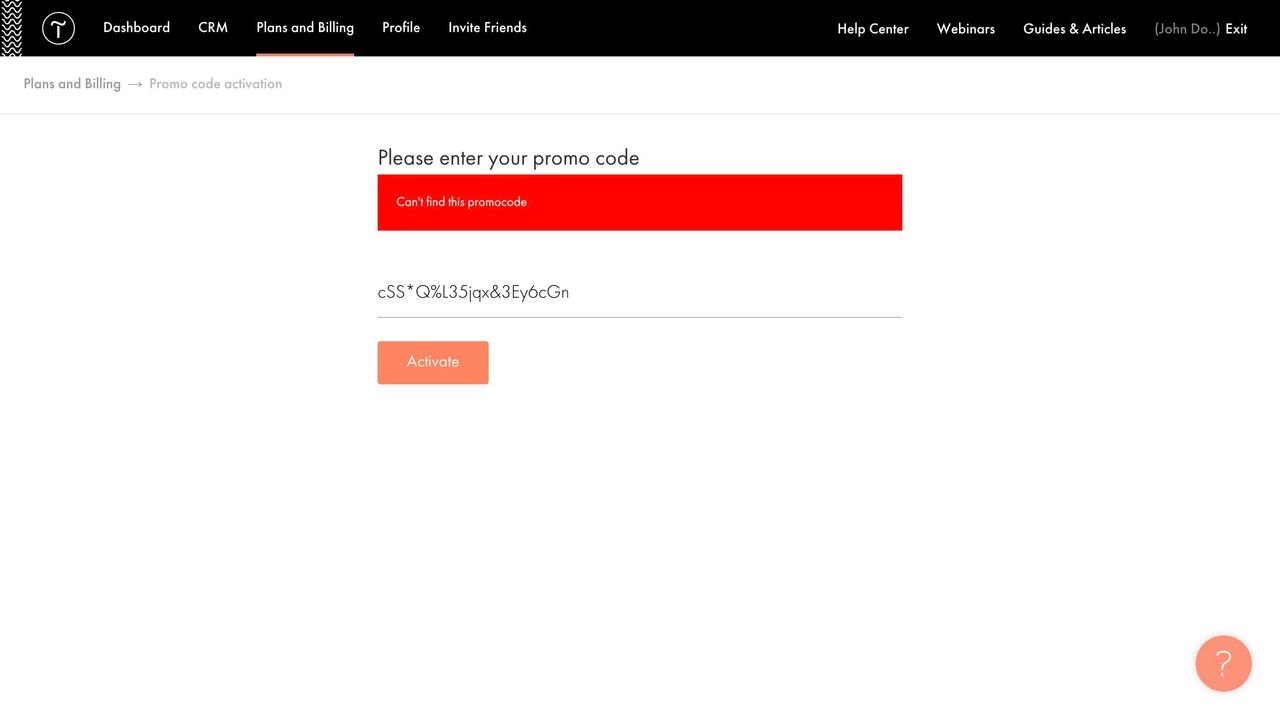 Dashboard CRM Plans and Billing Profile Invite Friends Help Center Webinars Guides & Articles (John Do..) Exit
Plans and Billing → Promo code activation
Please enter your promo code
Can't find this promocode
cSS*Q%L35jqx&3Ey6cGn
Activate
?